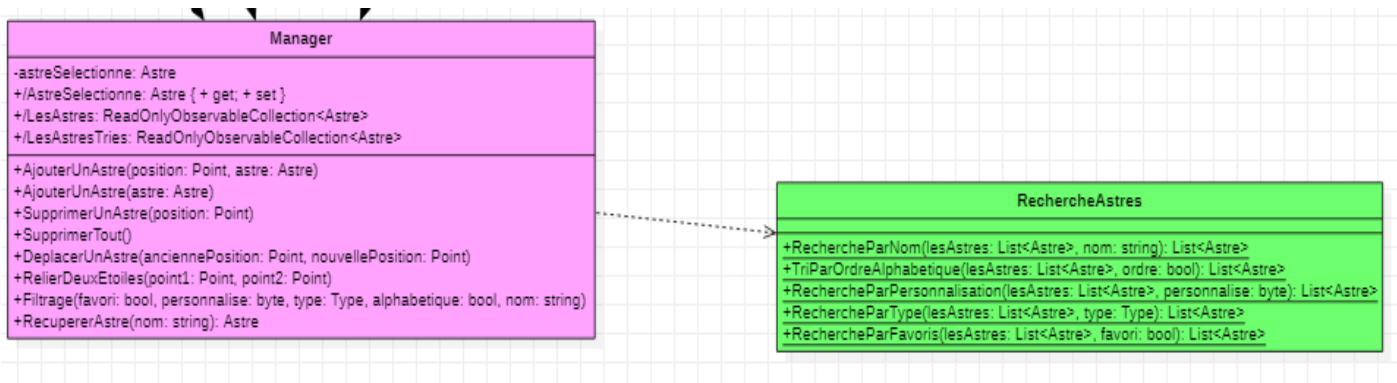 Manager
-astreSelectionne: Astre
+/AstreSelectionne: Astre { + get; + set }
+/LesAstres: ReadOnlyObservableCollection<Astre>
+/LesAstresTries: ReadOnlyObservableCollection<Astre>
+AjouterUnAstre(position: Point, astre: Astre)
+AjouterUnAstre(astre: Astre)
+SupprimerUnAstre(position: Point)
+SupprimerTout()
+DeplacerUnAstre(anciennePosition: Point, nouvellePosition: Point)
+RelierDeuxEtoiles(point1: Point, point2: Point)
+Filtrage(favori: bool, personnalise: byte, type: Type, alphabetique: bool, nom: string)
+RecupererAstre(nom: string): Astre
RechercheAstres
+RechercheParNom(lesAstres: List<Astre>, nom: string): List<Astre>
+TriParOrdreAlphabetique(lesAstres: List<Astre>, ordre: bool): List<Astre>
+RechercheParPersonnalisation(lesAstres: List<Astre>, personnalise: byte): List<Astre>
+RechercheParType(lesAstres: List<Astre>, type: Type): List<Astre>
+RechercheParFavoris(lesAstres: List<Astre>, favori: bool): List<Astre>